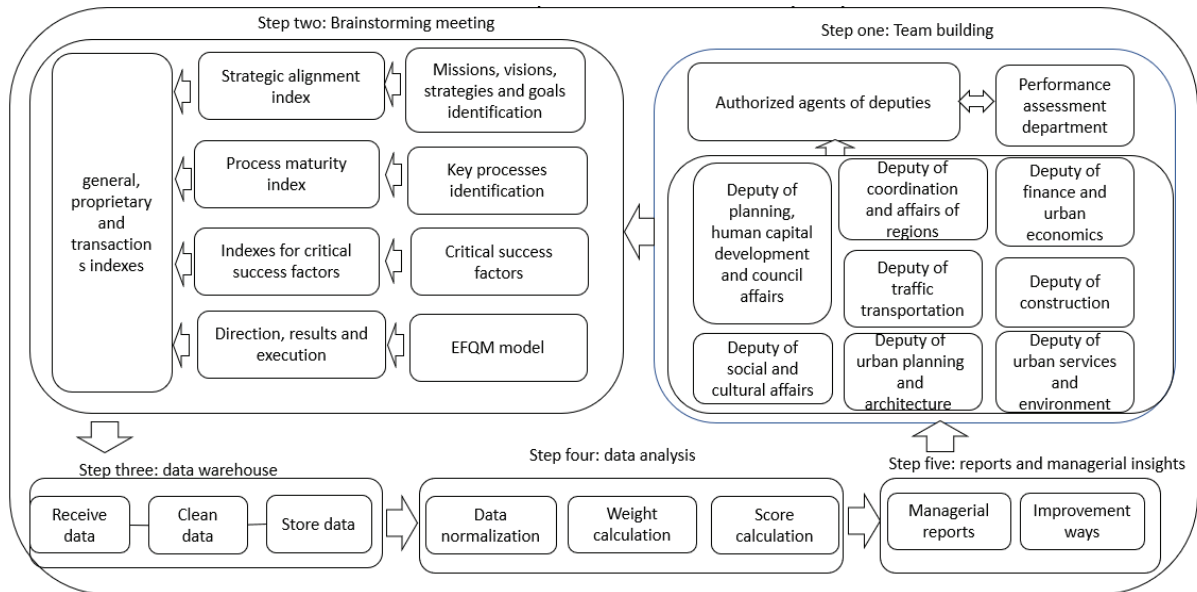 Step two: Brainstorming meeting
general,
proprietary
and
transaction
s indexes
Strategic alignment
index
Missions, visions,
strategies and goals
identification
Process maturity
index
Key processes
identification
Indexes for critical
success factors
Critical success
factors
Direction, results and
execution
EFQM model
Step one: Team building
Authorized agents of deputies
Performance
assessment
department
Deputy of
planning,
human capital
development
and council
affairs
Deputy of
coordination
and affairs of
regions
Deputy of
finance and
urban
economics
Deputy of
traffic
transportation
Deputy of
construction
Deputy of
social and
cultural affairs
Deputy of
urban planning
and
architecture
Deputy of
urban services
and
environment
Step three: data warehouse
Receive
data
Clean
data
Store data
Step four: data analysis
Data
normalization
Weight
calculation
Score
calculation
Step five: reports and managerial insights
Managerial
reports
Improvement
ways